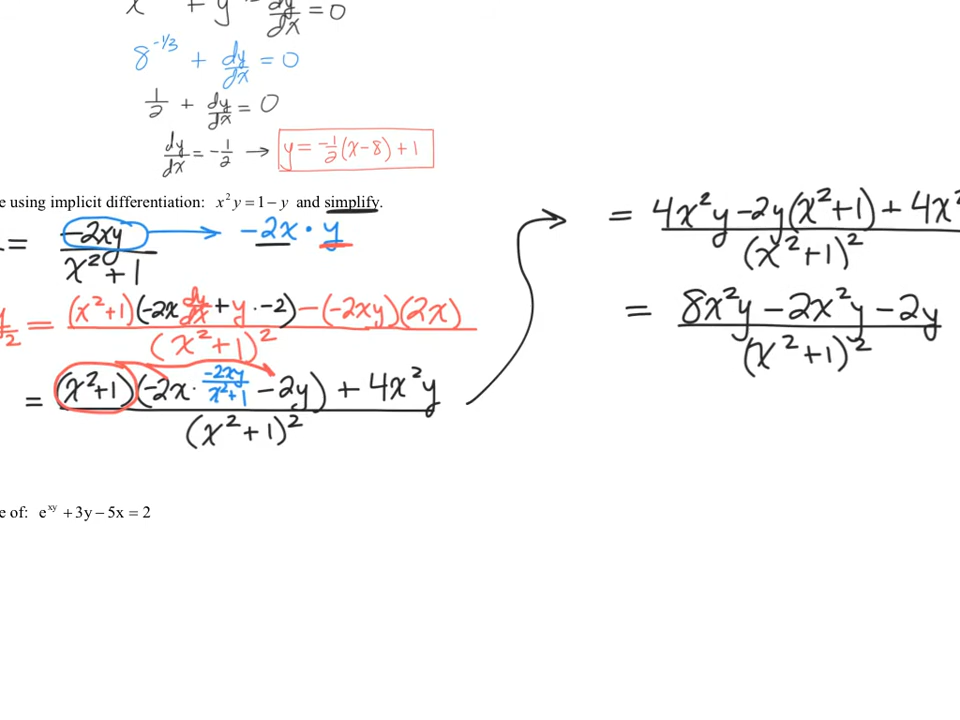 x + y dy/dx = 0
8^(-1/3) + dy/dx = 0
1/2 + dy/dx = 0
dy/dx = -1/2 → y = -1/2(x-8)+1
e using implicit differentiation: x²y = 1 - y and simplify.
= -2xy/(x²+1) → -2x · y
= ((x²+1)(-2x dy/dx + y · -2) - (-2xy)(2x))/(x²+1)²
= ((x²+1)(-2x · -2xy/(x²+1) - 2y) + 4x²y)/(x²+1)²
= (4x²y - 2y(x²+1) + 4x²)/(x²+1)²
= (8x²y - 2x²y - 2y)/(x²+1)²
e of: e^(xy) + 3y - 5x = 2